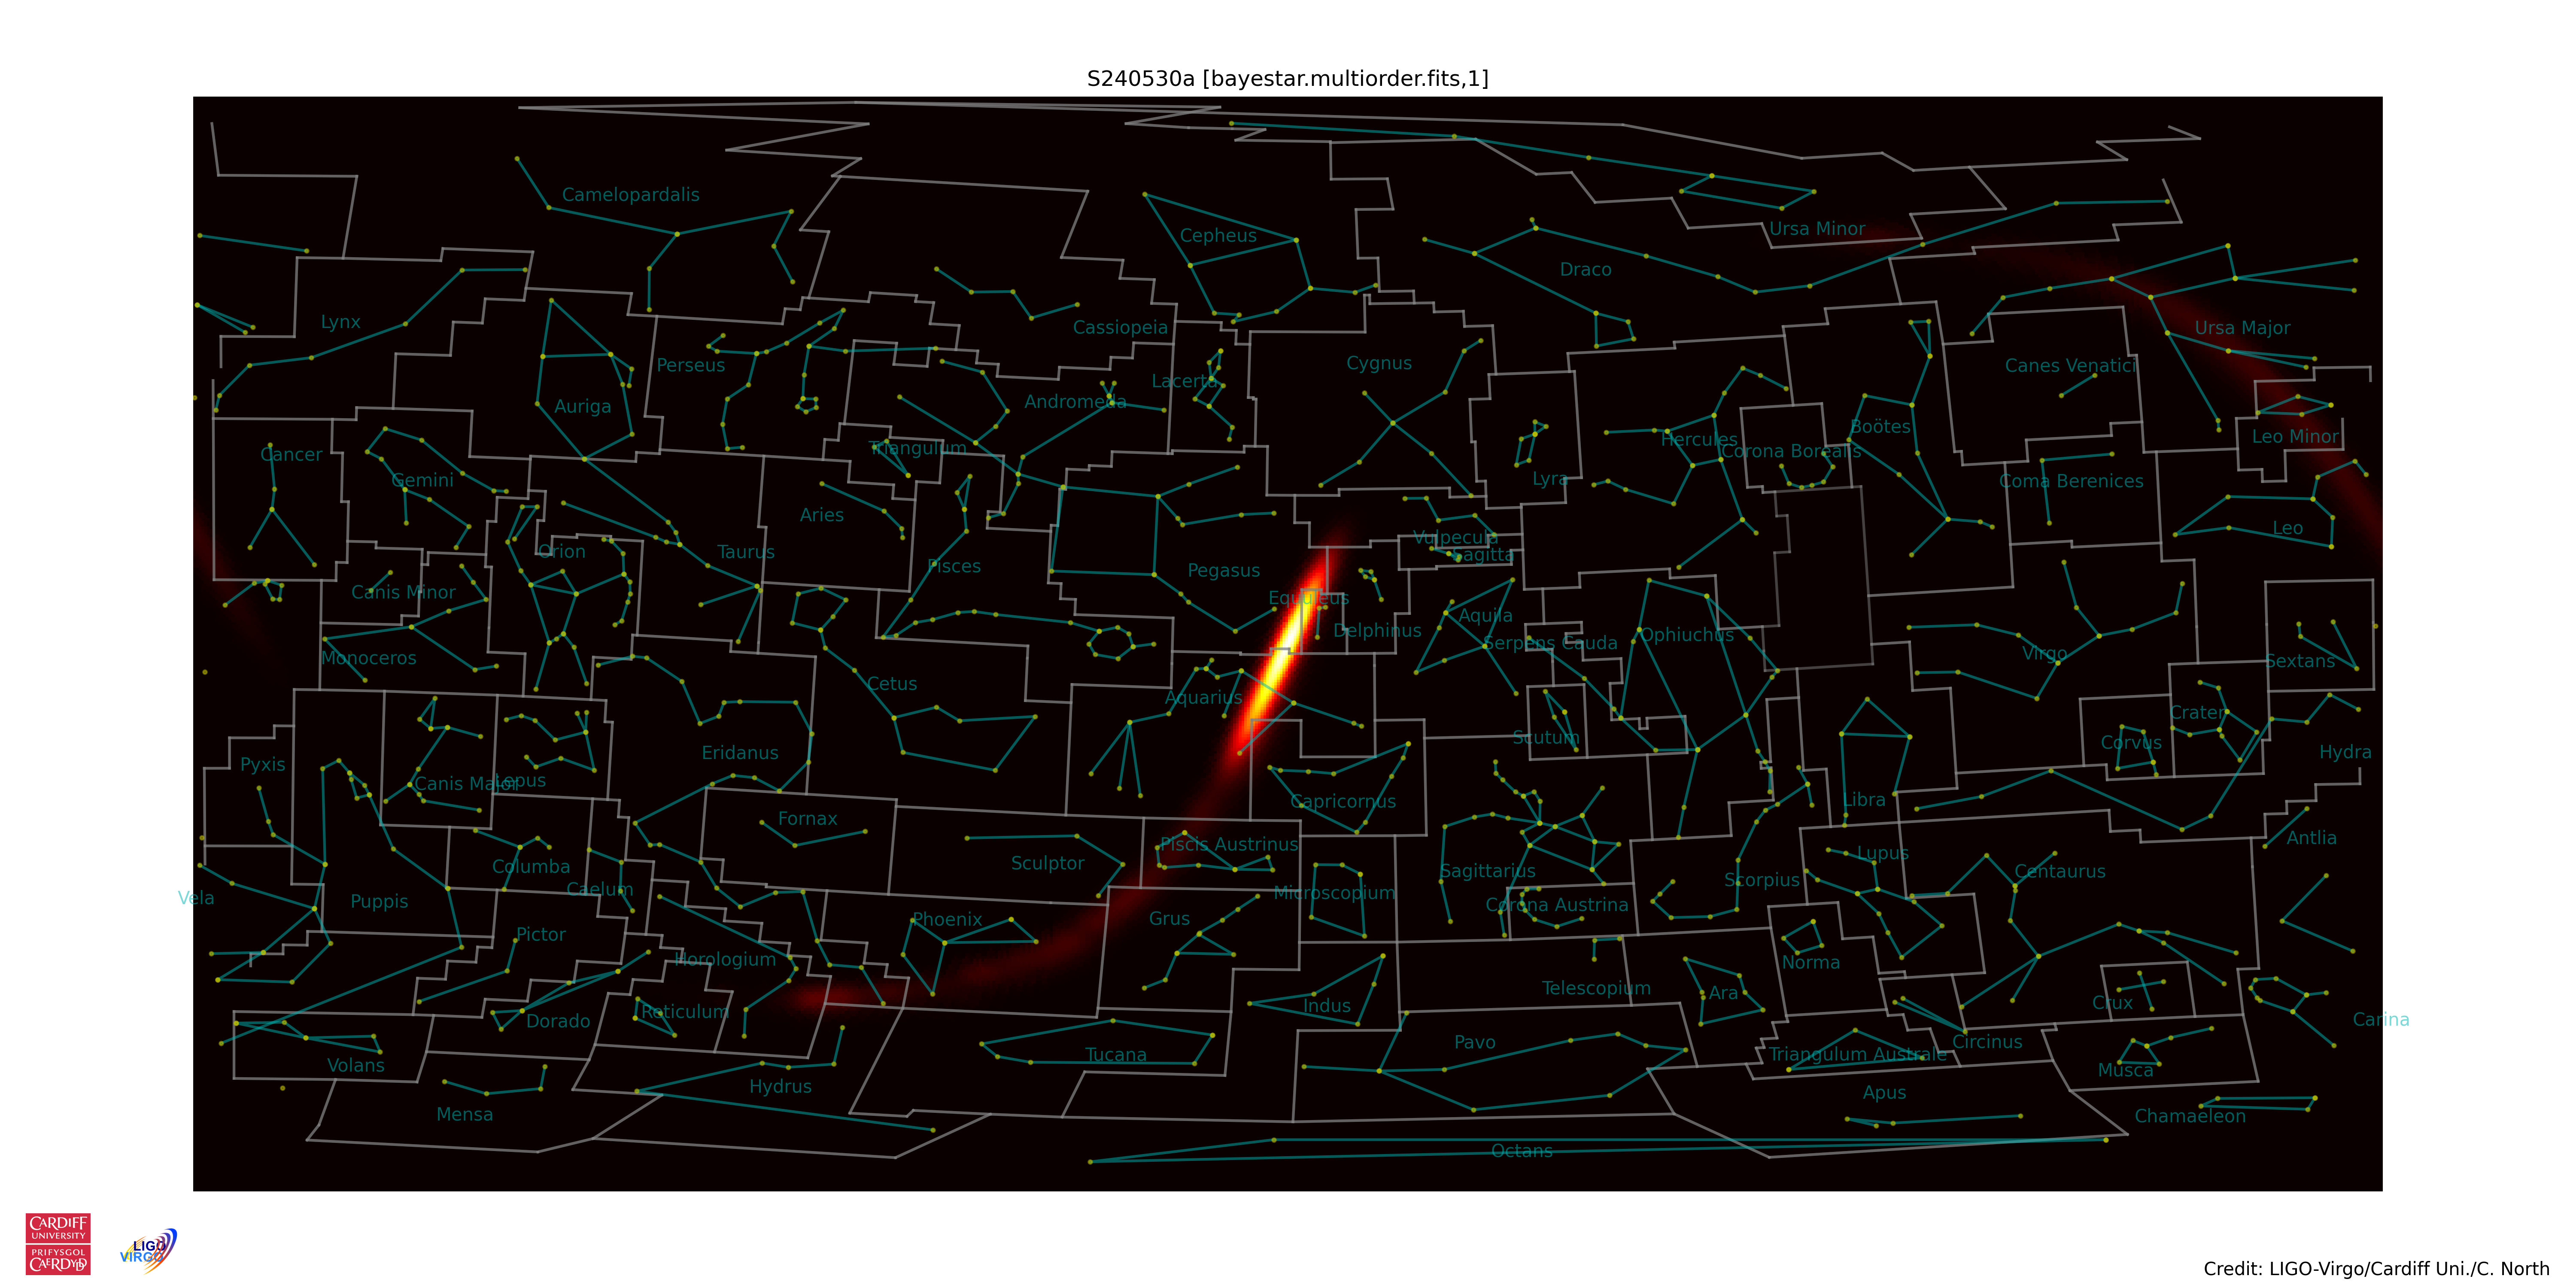 S240530a [bayestar.multiorder.fits,1]
Camelopardalis
Cepheus
Ursa Minor
Draco
Lynx
Cassiopeia
Ursa Major
Perseus
Cygnus
Canes Venatici
Lacerta
Auriga
Andromeda
Boötes
Leo Minor
Triangulum
Hercules
Corona Borealis
Cancer
Gemini
Lyra
Coma Berenices
Aries
Leo
Orion
Taurus
Vulpecula
Sagitta
Pisces
Pegasus
Canis Minor
Equuleus
Aquila
Delphinus
Serpens Cauda
Ophiuchus
Monoceros
Virgo
Sextans
Cetus
Aquarius
Crater
Scutum
Corvus
Pyxis
Eridanus
Hydra
Canis Major
Lepus
Capricornus
Libra
Fornax
Antlia
Piscis Austrinus
Columba
Sculptor
Sagittarius
Lupus
Centaurus
Caelum
Microscopium
Scorpius
Vela
Puppis
Corona Austrina
Phoenix
Grus
Pictor
Horologium
Norma
Telescopium
Ara
Reticulum
Dorado
Indus
Crux
Carina
Pavo
Circinus
Volans
Tucana
Triangulum Australe
Musca
Hydrus
Apus
Mensa
Chamaeleon
Octans
CARDIFF
UNIVERSITY
PRIFYSGOL
CAERDYDD
LIGO
VIRGO
Credit: LIGO-Virgo/Cardiff Uni./C. North